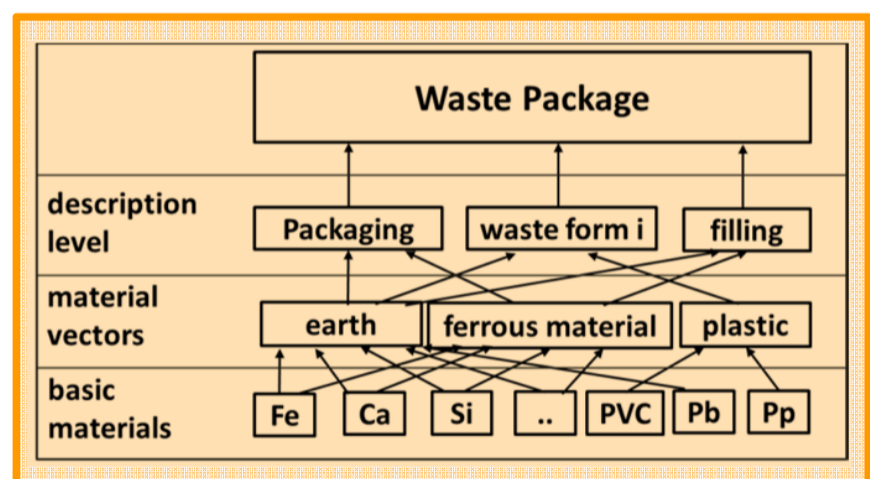 Waste Package
description
level
Packaging
waste form i
filling
material
vectors
earth
ferrous material
plastic
basic
materials
Fe
Ca
Si
..
PVC
Pb
Pp